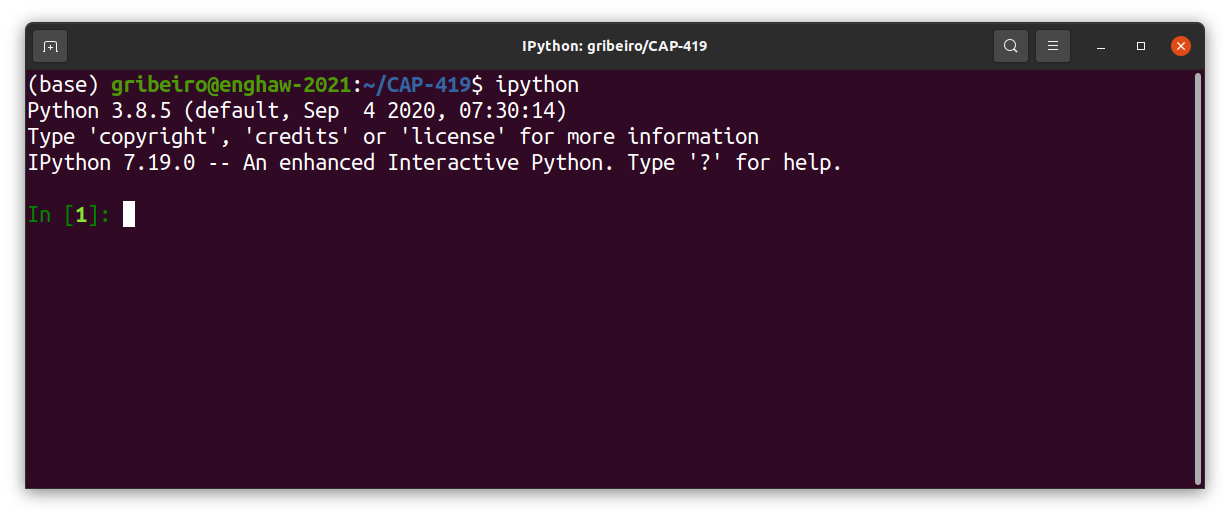 IPython: gribeiro/CAP-419
(base) gribeiro@enghaw-2021:~/CAP-419$ ipython
Python 3.8.5 (default, Sep  4 2020, 07:30:14)
Type 'copyright', 'credits' or 'license' for more information
IPython 7.19.0 -- An enhanced Interactive Python. Type '?' for help.
In [1]: